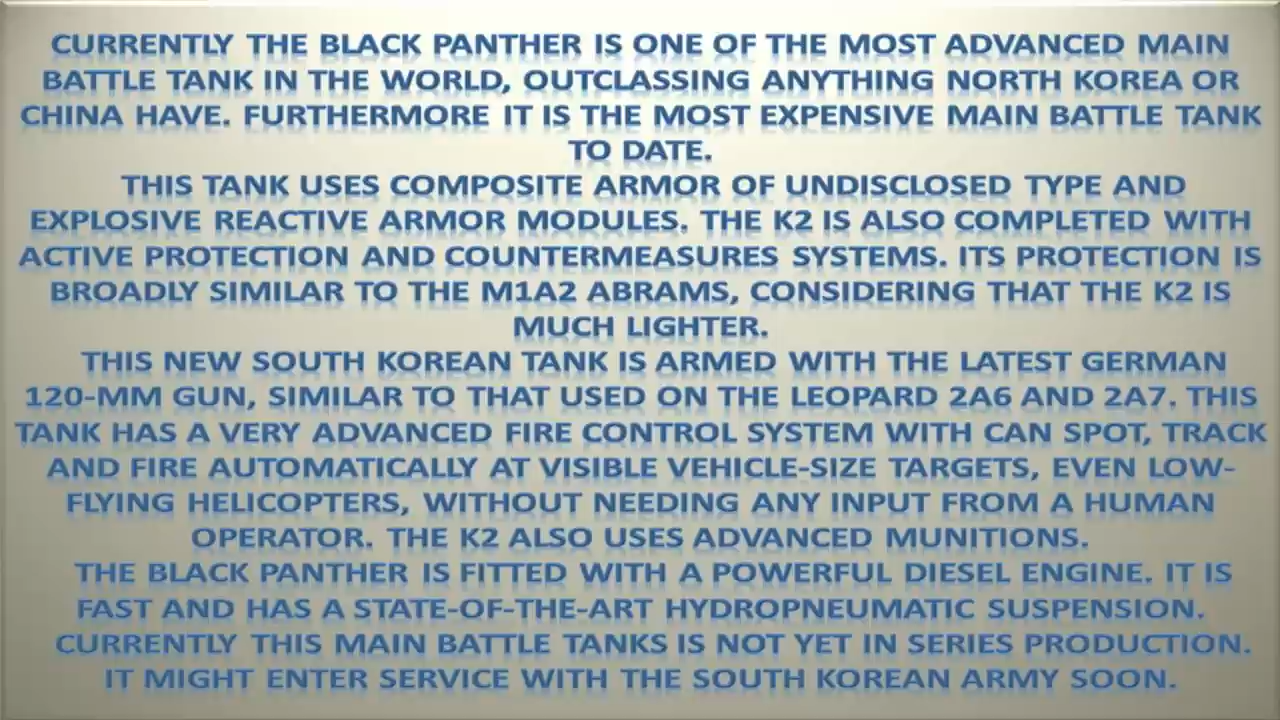 CURRENTLY THE BLACK PANTHER IS ONE OF THE MOST ADVANCED MAIN
BATTLE TANK IN THE WORLD, OUTCLASSING ANYTHING NORTH KOREA OR
CHINA HAVE. FURTHERMORE IT IS THE MOST EXPENSIVE MAIN BATTLE TANK
TO DATE.
THIS TANK USES COMPOSITE ARMOR OF UNDISCLOSED TYPE AND
EXPLOSIVE REACTIVE ARMOR MODULES. THE K2 IS ALSO COMPLETED WITH
ACTIVE PROTECTION AND COUNTERMEASURES SYSTEMS. ITS PROTECTION IS
BROADLY SIMILAR TO THE M1A2 ABRAMS, CONSIDERING THAT THE K2 IS
MUCH LIGHTER.
THIS NEW SOUTH KOREAN TANK IS ARMED WITH THE LATEST GERMAN
120-MM GUN, SIMILAR TO THAT USED ON THE LEOPARD 2A6 AND 2A7. THIS
TANK HAS A VERY ADVANCED FIRE CONTROL SYSTEM WITH CAN SPOT, TRACK
AND FIRE AUTOMATICALLY AT VISIBLE VEHICLE-SIZE TARGETS, EVEN LOW-
FLYING HELICOPTERS, WITHOUT NEEDING ANY INPUT FROM A HUMAN
OPERATOR. THE K2 ALSO USES ADVANCED MUNITIONS.
THE BLACK PANTHER IS FITTED WITH A POWERFUL DIESEL ENGINE. IT IS
FAST AND HAS A STATE-OF-THE-ART HYDROPNEUMATIC SUSPENSION.
CURRENTLY THIS MAIN BATTLE TANKS IS NOT YET IN SERIES PRODUCTION.
IT MIGHT ENTER SERVICE WITH THE SOUTH KOREAN ARMY SOON.